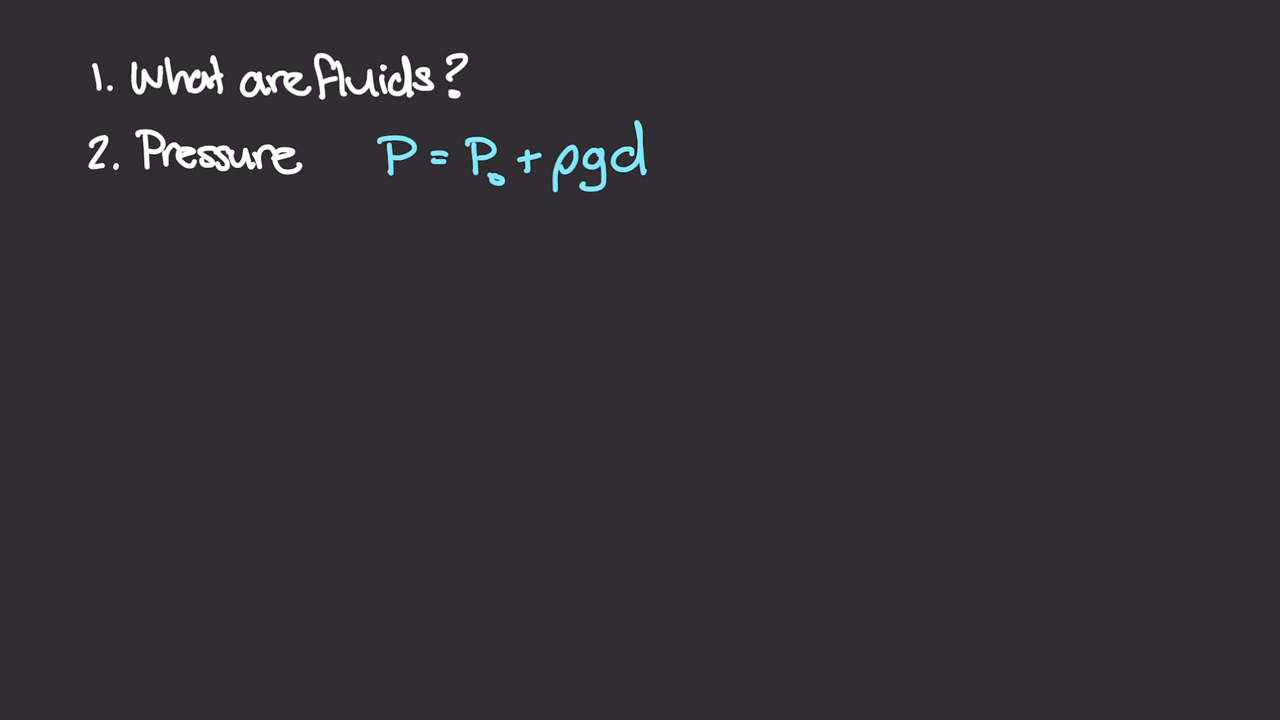 1. What are fluids?
2. Pressure P = P₀ + ρgd